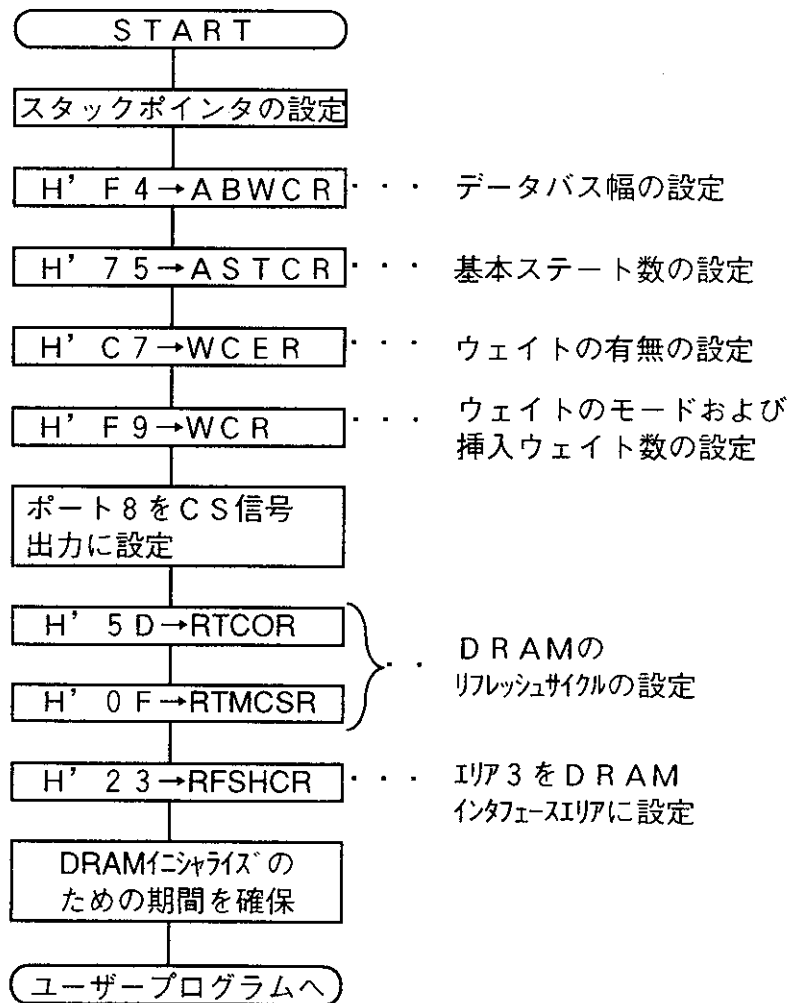 START
スタックポインタの設定
H' F4→ABWCR ・・・ データバス幅の設定
H' 75→ASTCR ・・・ 基本ステート数の設定
H' C7→WCER ・・・ ウェイトの有無の設定
H' F9→WCR ・・・ ウェイトのモードおよび
挿入ウェイト数の設定
ポート8をCS信号
出力に設定
H' 5D→RTCOR
H' 0F→RTMCSR
・・ DRAMの
リフレッシュサイクルの設定
H' 23→RFSHCR ・・・ エリア3をDRAM
インタフェースエリアに設定
DRAMイニシャライズの
ための期間を確保
ユーザープログラムへ